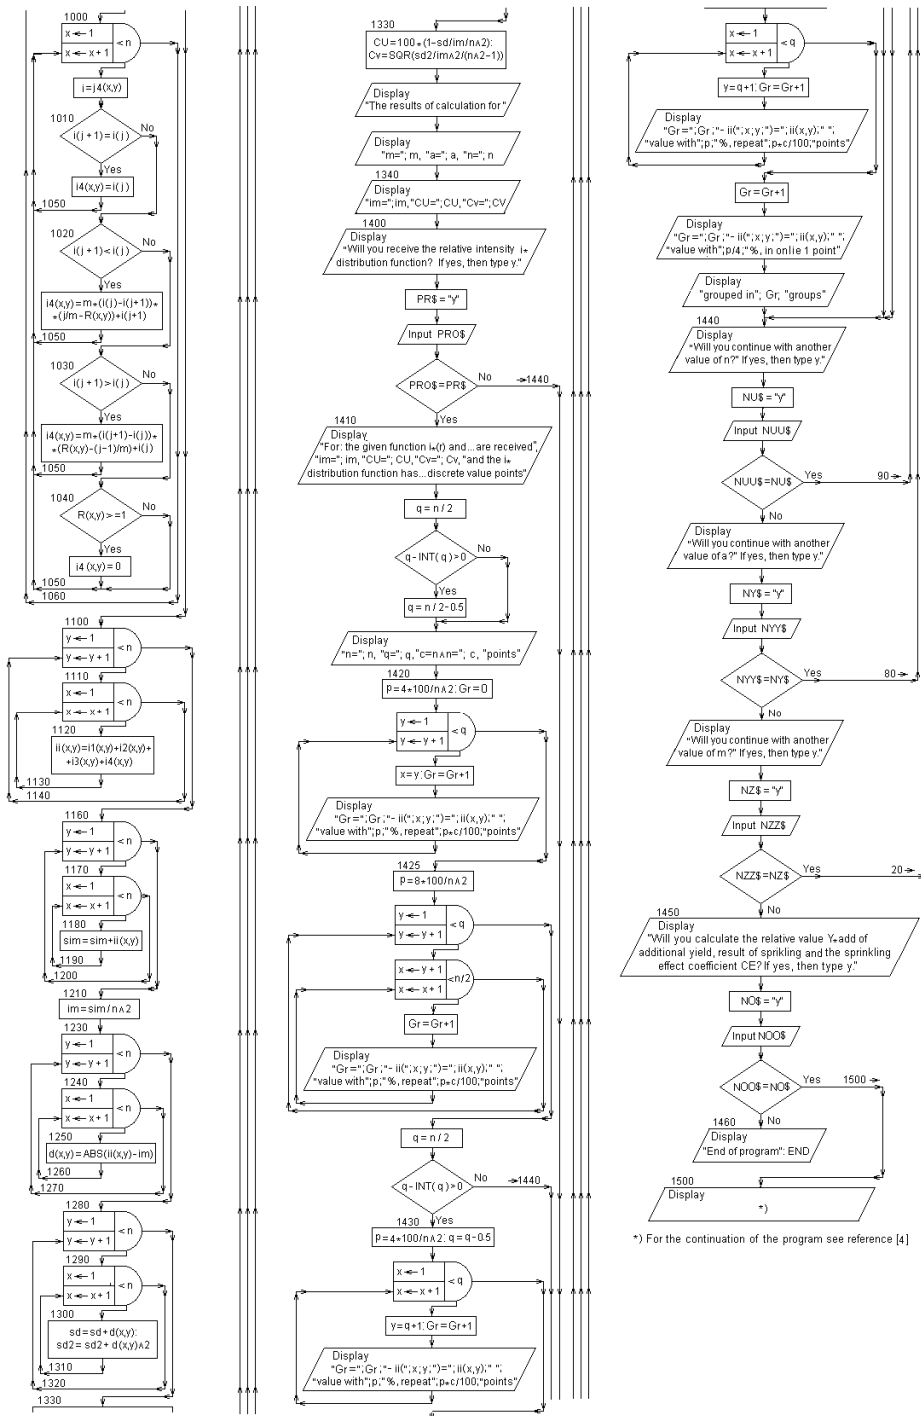 1000
x ← 1
x ← x + 1
< n
i=j4(x,y)
1010
i(j+1)=i(j)
No
Yes
i4(x,y)=i(j)
1050
1020
i(j+1)<i(j)
No
Yes
i4(x,y)=m*(i(j)-i(j+1))*
*(j/m-R(x,y))+i(j+1)
1050
1030
i(j+1)>i(j)
No
Yes
i4(x,y)=m*(i(j+1)-i(j))*
*(R(x,y)-(j-1)/m)+i(j)
1050
1040
R(x,y)>=1
No
Yes
i4(x,y)=0
1050
1060
1100
y ← 1
y ← y + 1
< n
1110
x ← 1
x ← x + 1
< n
1120
ii(x,y)=i1(x,y)+i2(x,y)+
+i3(x,y)+i4(x,y)
1130
1140
1160
y ← 1
y ← y + 1
< n
1170
x ← 1
x ← x + 1
< n
1180
sim=sim+ii(x,y)
1190
1200
1210
im=sim/n∧2
1230
y ← 1
y ← y + 1
< n
1240
x ← 1
x ← x + 1
< n
1250
d(x,y)=ABS(ii(x,y)-im)
1260
1270
1280
y ← 1
y ← y + 1
< n
1290
x ← 1
x ← x + 1
< n
1300
sd=sd+d(x,y):
sd2= sd2+ d(x,y)∧2
1310
1320
1330
1330
CU=100*(1-sd/im/n∧2):
Cv=SQR(sd2/im∧2/(n∧2-1))
Display
"The results of calculation for"
Display
"m="; m, "a="; a, "n="; n
1340
Display
"im=";im,"CU=";CU,"Cv=";CV
1400
Display
"Will you receive the relative intensity i*
distribution function? If yes, then type y."
PR$ = "y"
Input PRO$
PRO$=PR$
No
→1440
Yes
1410
Display
"For: the given function i*(r) and...are received",
"im="; im, "CU="; CU,"Cv="; Cv, "and the i*
distribution function has...discrete value points"
q = n / 2
q-INT(q)>0
No
Yes
q = n / 2-0.5
Display
"n="; n, "q="; q,"c=n∧n="; c, "points"
1420
p=4*100/n∧2: Gr=0
y ← 1
y ← y + 1
< q
x=y: Gr=Gr+1
Display
"Gr=";Gr;"- ii(";x;y;")=";ii(x,y);" ";
"value with";p;"%, repeat";p*c/100;"points"
1425
p=8*100/n∧2
y ← 1
y ← y + 1
< q
x ← y + 1
x ← x + 1
<n/2
Gr=Gr+1
Display
"Gr=";Gr;"- ii(";x;y;")=";ii(x,y);" ";
"value with";p;"%, repeat";p*c/100;"points"
q = n / 2
q-INT(q)>0
No
→1440
Yes
1430
p=4*100/n∧2: q=q-0.5
x ← 1
x ← x + 1
< q
y=q+1: Gr=Gr+1
Display
"Gr=";Gr;"- ii(";x;y;")=";ii(x,y);" ";
"value with";p;"%, repeat";p*c/100;"points"
x ← 1
x ← x + 1
< q
y=q+1: Gr=Gr+1
Display
"Gr=";Gr;"- ii(";x;y;")=";ii(x,y);" ";
"value with";p;"%, repeat";p*c/100;"points"
Gr=Gr+1
Display
"Gr=";Gr;"- ii(";x;y;")=";ii(x,y);" ";
"value with";p/4;"%, in onlie 1 point"
Display
"grouped in"; Gr; "groups"
1440
Display
"Will you continue with another
value of n?" If yes, then type y."
NU$ = "y"
Input NUU$
NUU$=NU$
Yes
90→
No
Display
"Will you continue with another
value of a?" If yes, then type y."
NY$ = "y"
Input NYY$
NYY$=NY$
Yes
80→
No
Display
"Will you continue with another
value of m?" If yes, then type y."
NZ$ = "y"
Input NZZ$
NZZ$=NZ$
Yes
20→
No
1450
Display
"Will you calculate the relative value Y*add of
additional yield, result of sprikling and the sprinkling
effect coefficient CE? If yes, then type y."
NO$ = "y"
Input NOO$
NOO$=NO$
Yes
1500→
No
1460
Display
"End of program": END
1500
Display
*)
*) For the continuation of the program see reference [4]